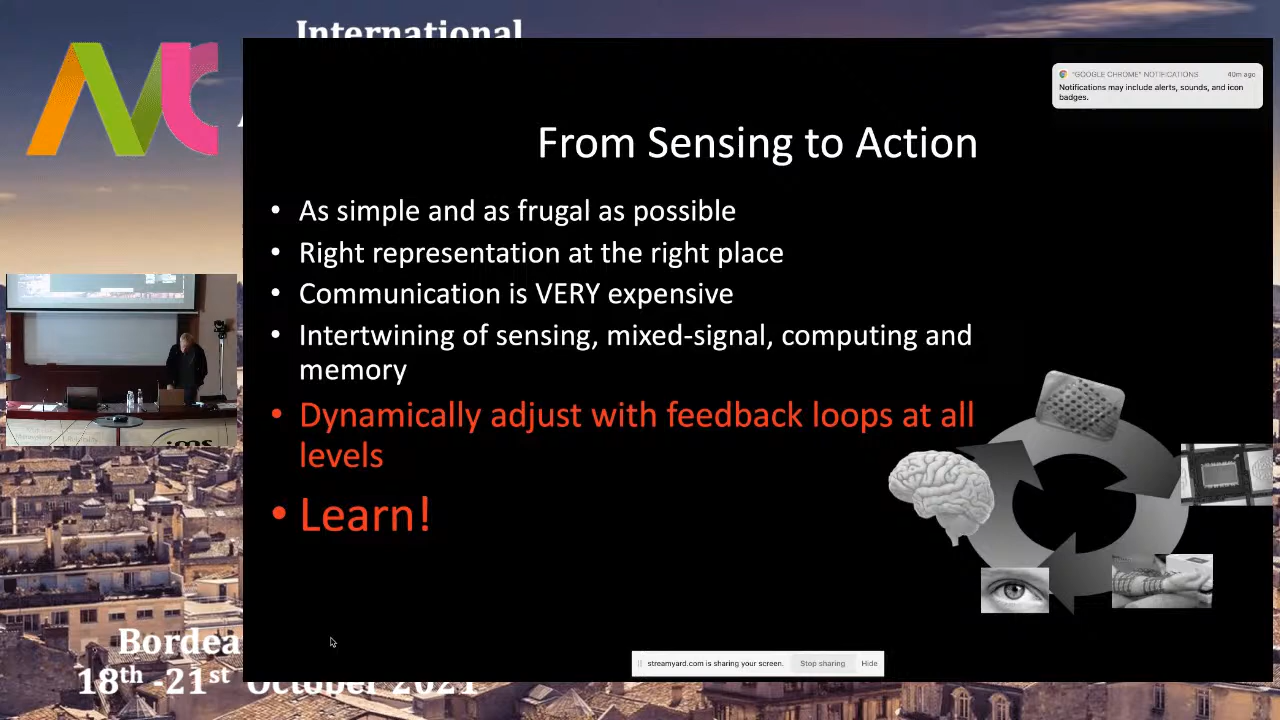 International
"GOOGLE CHROME" NOTIFICATIONS 40m ago
Notifications may include alerts, sounds, and icon
badges.
From Sensing to Action
• As simple and as frugal as possible
• Right representation at the right place
• Communication is VERY expensive
• Intertwining of sensing, mixed-signal, computing and
memory
• Dynamically adjust with feedback loops at all
levels
• Learn!
ims
Bordea
18th -21st October 2021
streamyard.com is sharing your screen. Stop sharing Hide